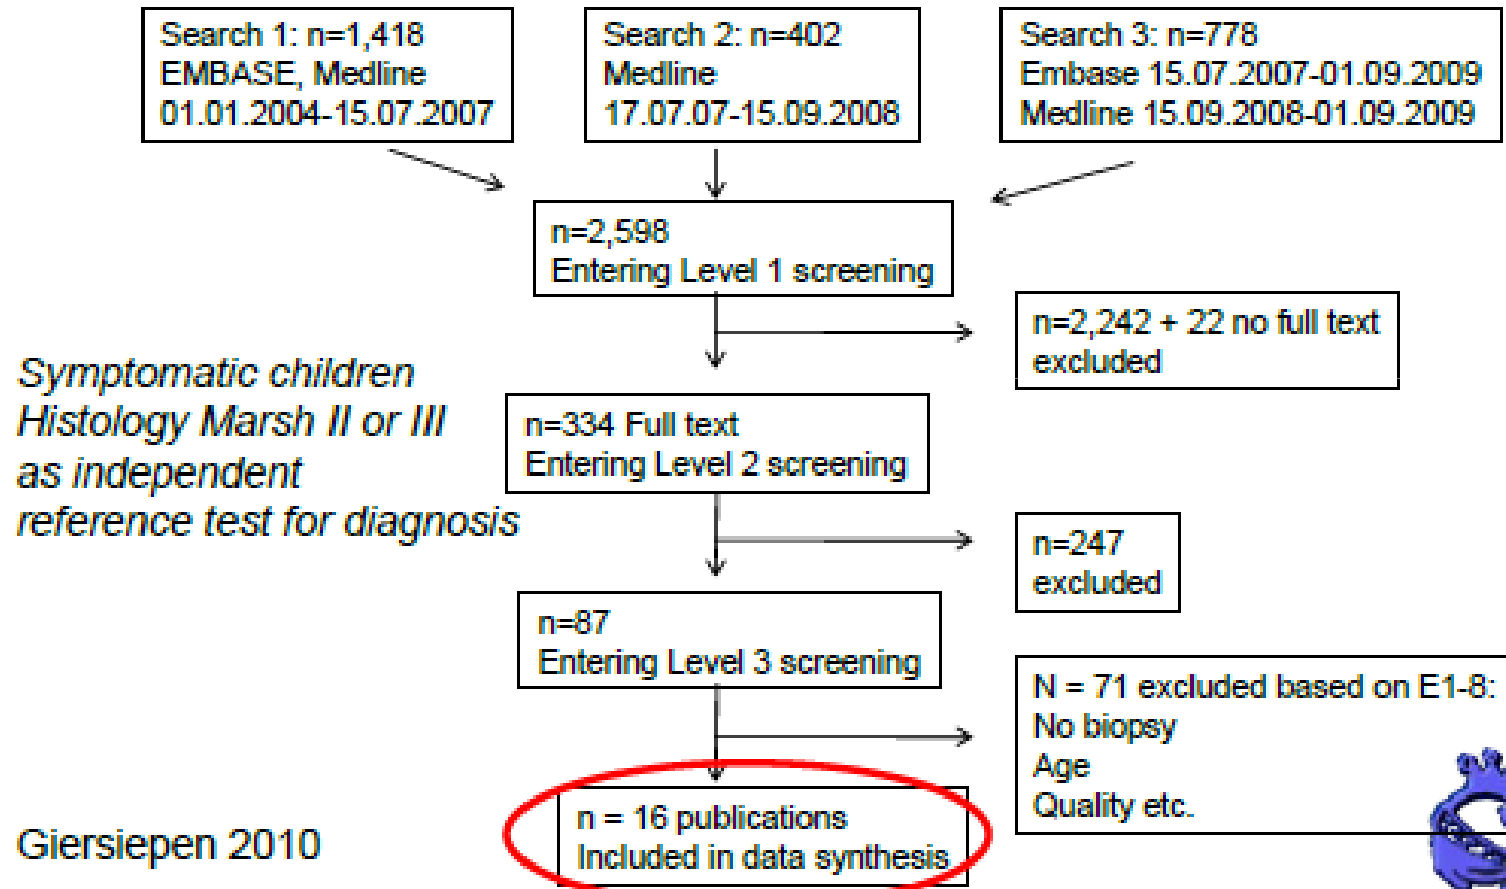 Search 1: n=1,418
EMBASE, Medline
01.01.2004-15.07.2007
Search 2: n=402
Medline
17.07.07-15.09.2008
Search 3: n=778
Embase 15.07.2007-01.09.2009
Medline 15.09.2008-01.09.2009
n=2,598
Entering Level 1 screening
n=2,242 + 22 no full text
excluded
Symptomatic children
Histology Marsh II or III
as independent
reference test for diagnosis
n=334 Full text
Entering Level 2 screening
n=247
excluded
n=87
Entering Level 3 screening
N = 71 excluded based on E1-8:
No biopsy
Age
Quality etc.
n = 16 publications
Included in data synthesis
Giersiepen 2010